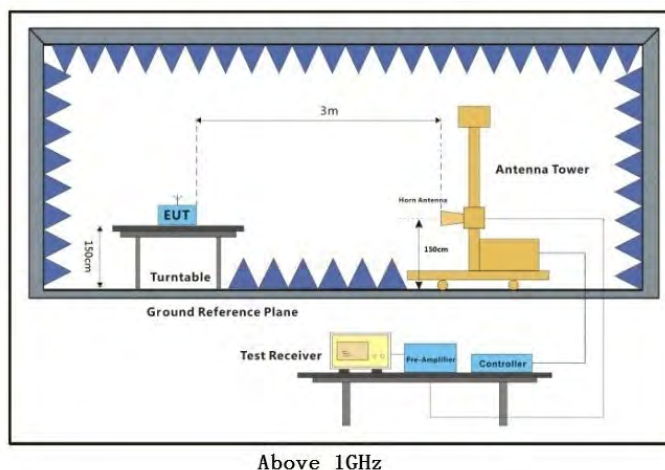 3m
Antenna Tower
Horn Antenna
EUT
150cm
150cm
Turntable
Ground Reference Plane
Test Receiver
Pre-Amplifier
Controller
Above 1GHz